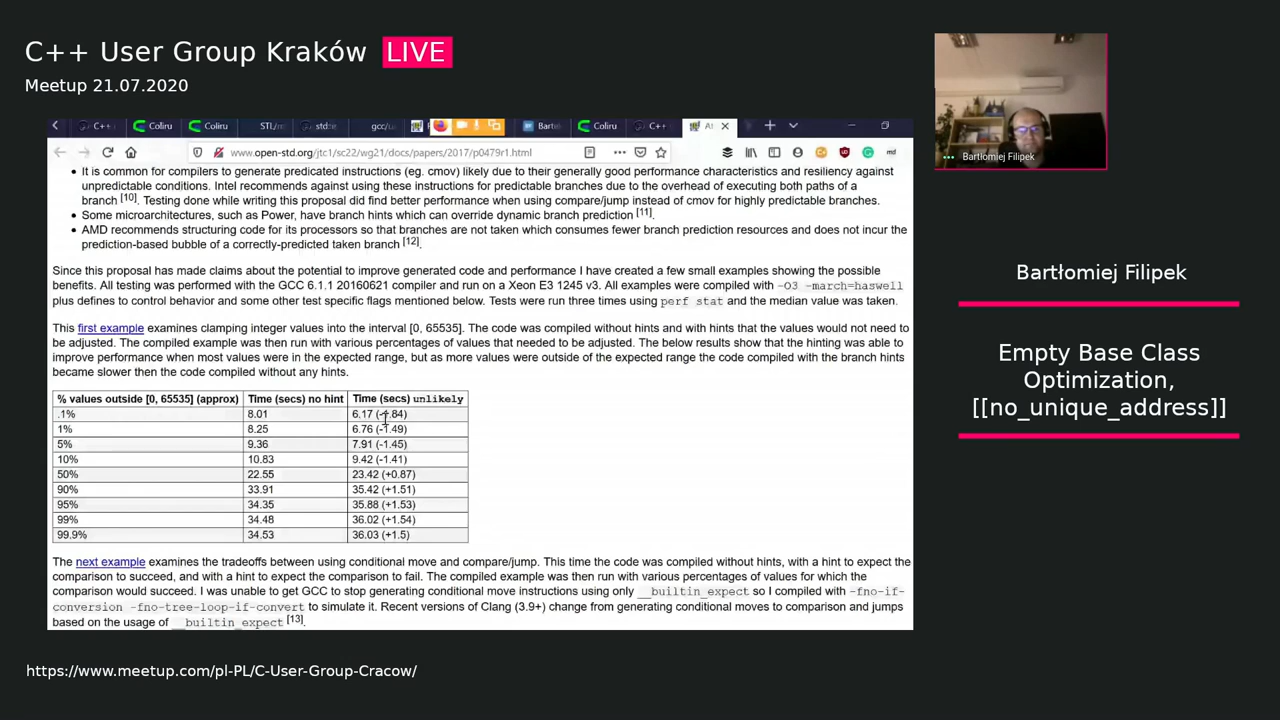 C++ User Group Kraków LIVE
Meetup 21.07.2020
C++
Coliru
Coliru
STL/
std::e
gcc/
Bartł
Coliru
C++
www.open-std.org/jtc1/sc22/wg21/docs/papers/2017/p0479r1.html
It is common for compilers to generate predicated instructions (eg. cmov) likely due to their generally good performance characteristics and resiliency against
unpredictable conditions. Intel recommends against using these instructions for predictable branches due to the overhead of executing both paths of a
branch [10]. Testing done while writing this proposal did find better performance when using compare/jump instead of cmov for highly predictable branches.
Some microarchitectures, such as Power, have branch hints which can override dynamic branch prediction [11].
AMD recommends structuring code for its processors so that branches are not taken which consumes fewer branch prediction resources and does not incur the
prediction-based bubble of a correctly-predicted taken branch [12].
Since this proposal has made claims about the potential to improve generated code and performance I have created a few small examples showing the possible
benefits. All testing was performed with the GCC 6.1.1 20160621 compiler and run on a Xeon E3 1245 v3. All examples were compiled with -O3 -march=haswell
plus defines to control behavior and some other test specific flags mentioned below. Tests were run three times using perf stat and the median value was taken.
This first example examines clamping integer values into the interval [0, 65535]. The code was compiled without hints and with hints that the values would not need to
be adjusted. The compiled example was then run with various percentages of values that needed to be adjusted. The below results show that the hinting was able to
improve performance when most values were in the expected range, but as more values were outside of the expected range the code compiled with the branch hints
became slower then the code compiled without any hints.
% values outside [0, 65535] (approx) Time (secs) no hint Time (secs) unlikely
.1% 8.01 6.17 (-1.84)
1% 8.25 6.76 (-1.49)
5% 9.36 7.91 (-1.45)
10% 10.83 9.42 (-1.41)
50% 22.55 23.42 (+0.87)
90% 33.91 35.42 (+1.51)
95% 34.35 35.88 (+1.53)
99% 34.48 36.02 (+1.54)
99.9% 34.53 36.03 (+1.5)
The next example examines the tradeoffs between using conditional move and compare/jump. This time the code was compiled without hints, with a hint to expect the
comparison to succeed, and with a hint to expect the comparison to fail. The compiled example was then run with various percentages of values for which the
comparison would succeed. I was unable to get GCC to stop generating conditional move instructions using only __builtin_expect so I compiled with -fno-if-
conversion -fno-tree-loop-if-convert to simulate it. Recent versions of Clang (3.9+) change from generating conditional moves to comparison and jumps
based on the usage of __builtin_expect [13].
Bartłomiej Filipek
Bartłomiej Filipek
Empty Base Class
Optimization,
[[no_unique_address]]
https://www.meetup.com/pl-PL/C-User-Group-Cracow/